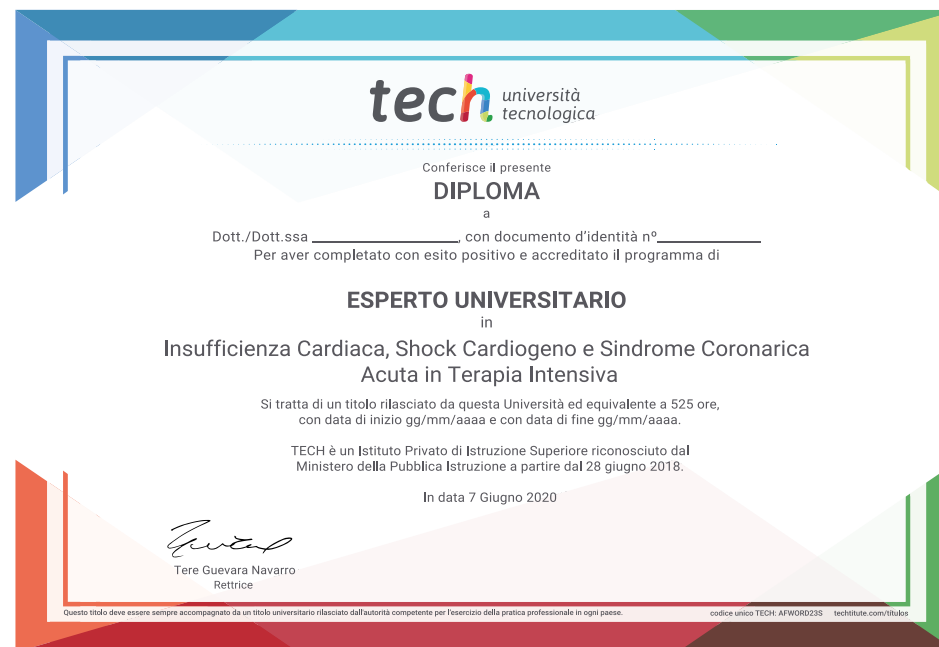 tech università
tecnologica
Conferisce il presente
DIPLOMA
a
Dott./Dott.ssa ____________________, con documento d'identità nº______________
Per aver completato con esito positivo e accreditato il programma di
ESPERTO UNIVERSITARIO
in
Insufficienza Cardiaca, Shock Cardiogeno e Sindrome Coronarica
Acuta in Terapia Intensiva
Si tratta di un titolo rilasciato da questa Università ed equivalente a 525 ore,
con data di inizio gg/mm/aaaa e con data di fine gg/mm/aaaa.
TECH è un Istituto Privato di Istruzione Superiore riconosciuto dal
Ministero della Pubblica Istruzione a partire dal 28 giugno 2018.
In data 7 Giugno 2020
Tere Guevara Navarro
Rettrice
Questo titolo deve essere sempre accompagnato da un titolo universitario rilasciato dall'autorità competente per l'esercizio della pratica professionale in ogni paese. codice unico TECH: AFWORD23S techtitute.com/titulos